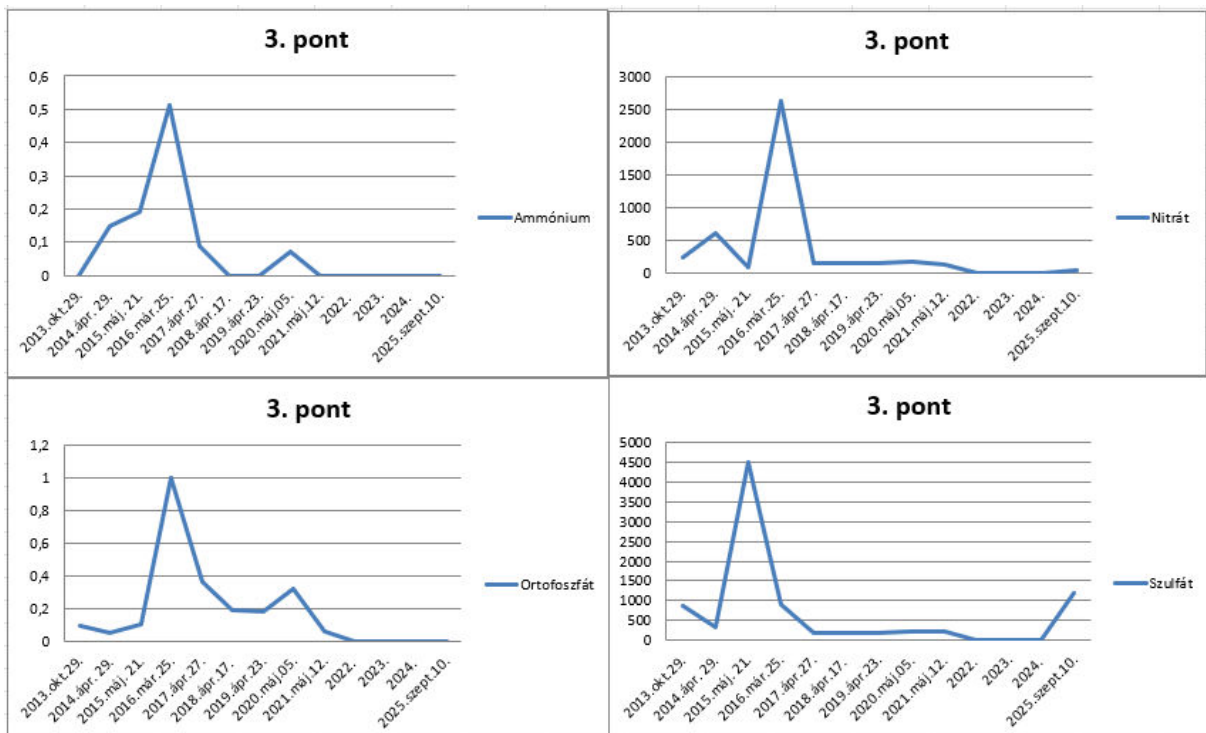 3. pont
0,6
0,5
0,4
0,3
0,2
0,1
0
Ammónium
2013.okt.29.
2014.ápr. 29.
2015.máj. 21.
2016.már.25.
2017.ápr.27.
2018.ápr.17.
2019.ápr.23.
2020.máj.05.
2021.máj.12.
2022.
2023.
2024.
2025.szept.10.
3. pont
3000
2500
2000
1500
1000
500
0
Nitrát
2013.okt.29.
2014.ápr. 29.
2015.máj. 21.
2016.már.25.
2017.ápr.27.
2018.ápr.17.
2019.ápr.23.
2020.máj.05.
2021.máj.12.
2022.
2023.
2024.
2025.szept.10.
3. pont
1,2
1
0,8
0,6
0,4
0,2
0
Ortofoszfát
2013.okt.29.
2014.ápr. 29.
2015.máj. 21.
2016.már.25.
2017.ápr.27.
2018.ápr.17.
2019.ápr.23.
2020.máj.05.
2021.máj.12.
2022.
2023.
2024.
2025.szept.10.
3. pont
5000
4500
4000
3500
3000
2500
2000
1500
1000
500
0
Szulfát
2013.okt.29.
2014.ápr. 29.
2015.máj. 21.
2016.már.25.
2017.ápr.27.
2018.ápr.17.
2019.ápr.23.
2020.máj.05.
2021.máj.12.
2022.
2023.
2024.
2025.szept.10.